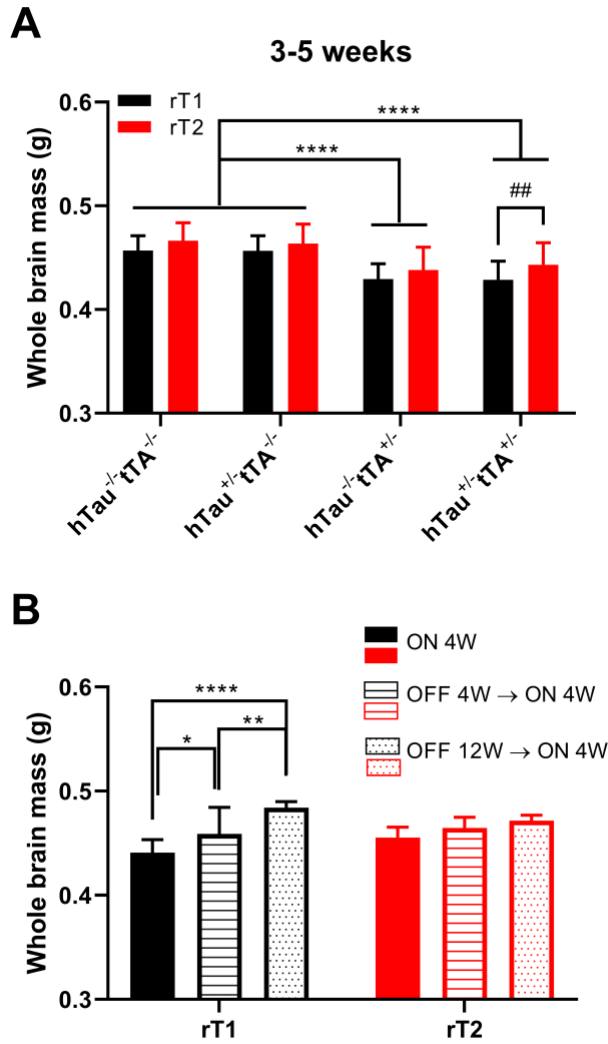 A
3-5 weeks
Whole brain mass (g)
0.6
0.5
0.4
0.3
rT1
rT2
****
****
##
hTau-/-tTA-/-
hTau+/-tTA-/-
hTau-/-tTA+/-
hTau+/-tTA+/-
B
ON 4W
OFF 4W → ON 4W
OFF 12W → ON 4W
Whole brain mass (g)
0.6
0.5
0.4
0.3
****
**
*
rT1
rT2